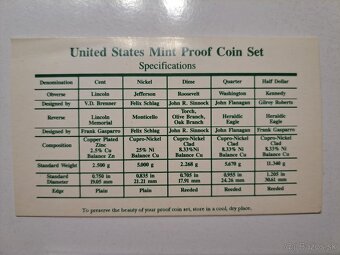 United States Mint Proof Coin Set
Specifications
Denomination Cent Nickel Dime Quarter Half Dollar
Obverse Lincoln Jefferson Roosevelt Washington Kennedy
Designed by V.D. Brenner Felix Schlag John R. Sinnock John Flanagan Gilroy Roberts
Reverse Lincoln Memorial Monticello Torch, Olive Branch, Oak Branch Heraldic Eagle Heraldic Eagle
Designed by Frank Gasparro Felix Schlag John R. Sinnock John Flanagan Frank Gasparro
Composition Copper Plated Zinc 2.5% Cu Balance Zn Cupro-Nickel 25% Ni Balance Cu Cupro-Nickel Clad 8.33% Ni Balance Cu Cupro-Nickel Clad 8.33% Ni Balance Cu Cupro-Nickel Clad 8.33% Ni Balance Cu
Standard Weight 2.500 g 5.000 g 2.268 g 5.670 g 11.340 g
Standard Diameter 0.750 in 19.05 mm 0.835 in 21.21 mm 0.705 in 17.91 mm 0.955 in 24.26 mm 1.205 in 30.61 mm
Edge Plain Plain Reeded Reeded Reeded
To preserve the beauty of your proof coin set, store in a cool, dry place.